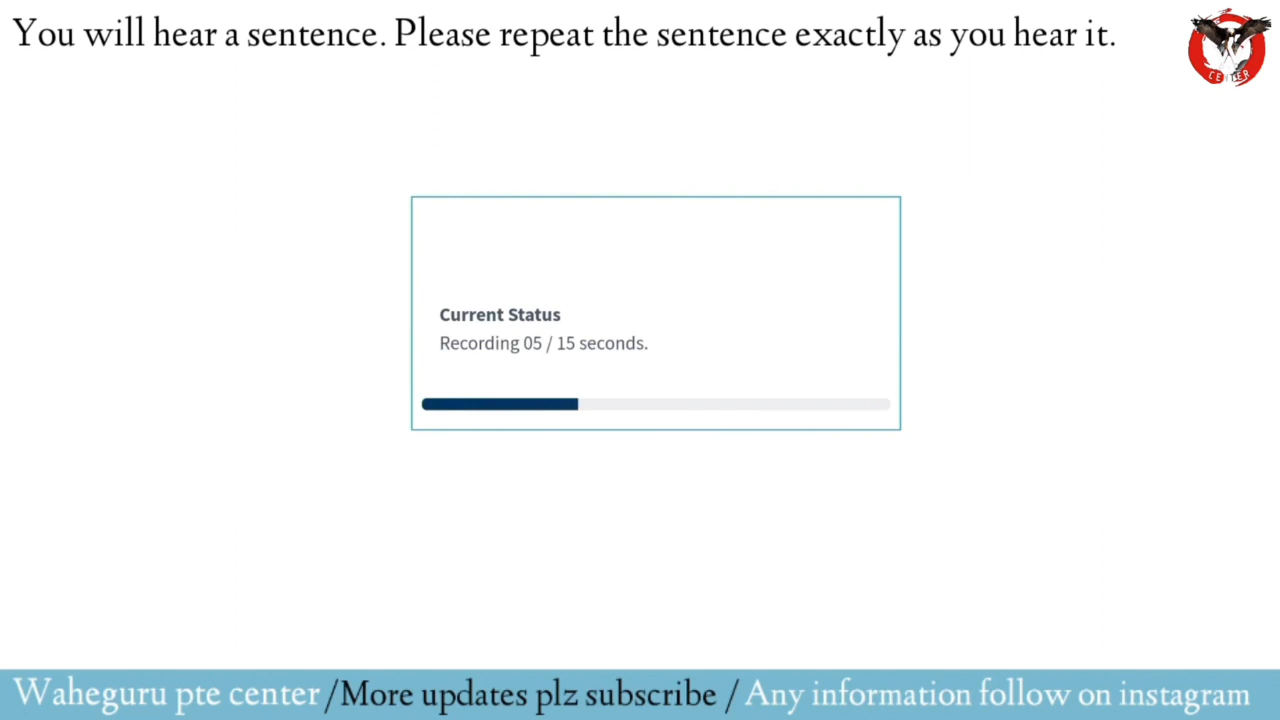 You will hear a sentence. Please repeat the sentence exactly as you hear it.
Current Status
Recording 05 / 15 seconds.
Waheguru pte center /More updates plz subscribe / Any information follow on instagram